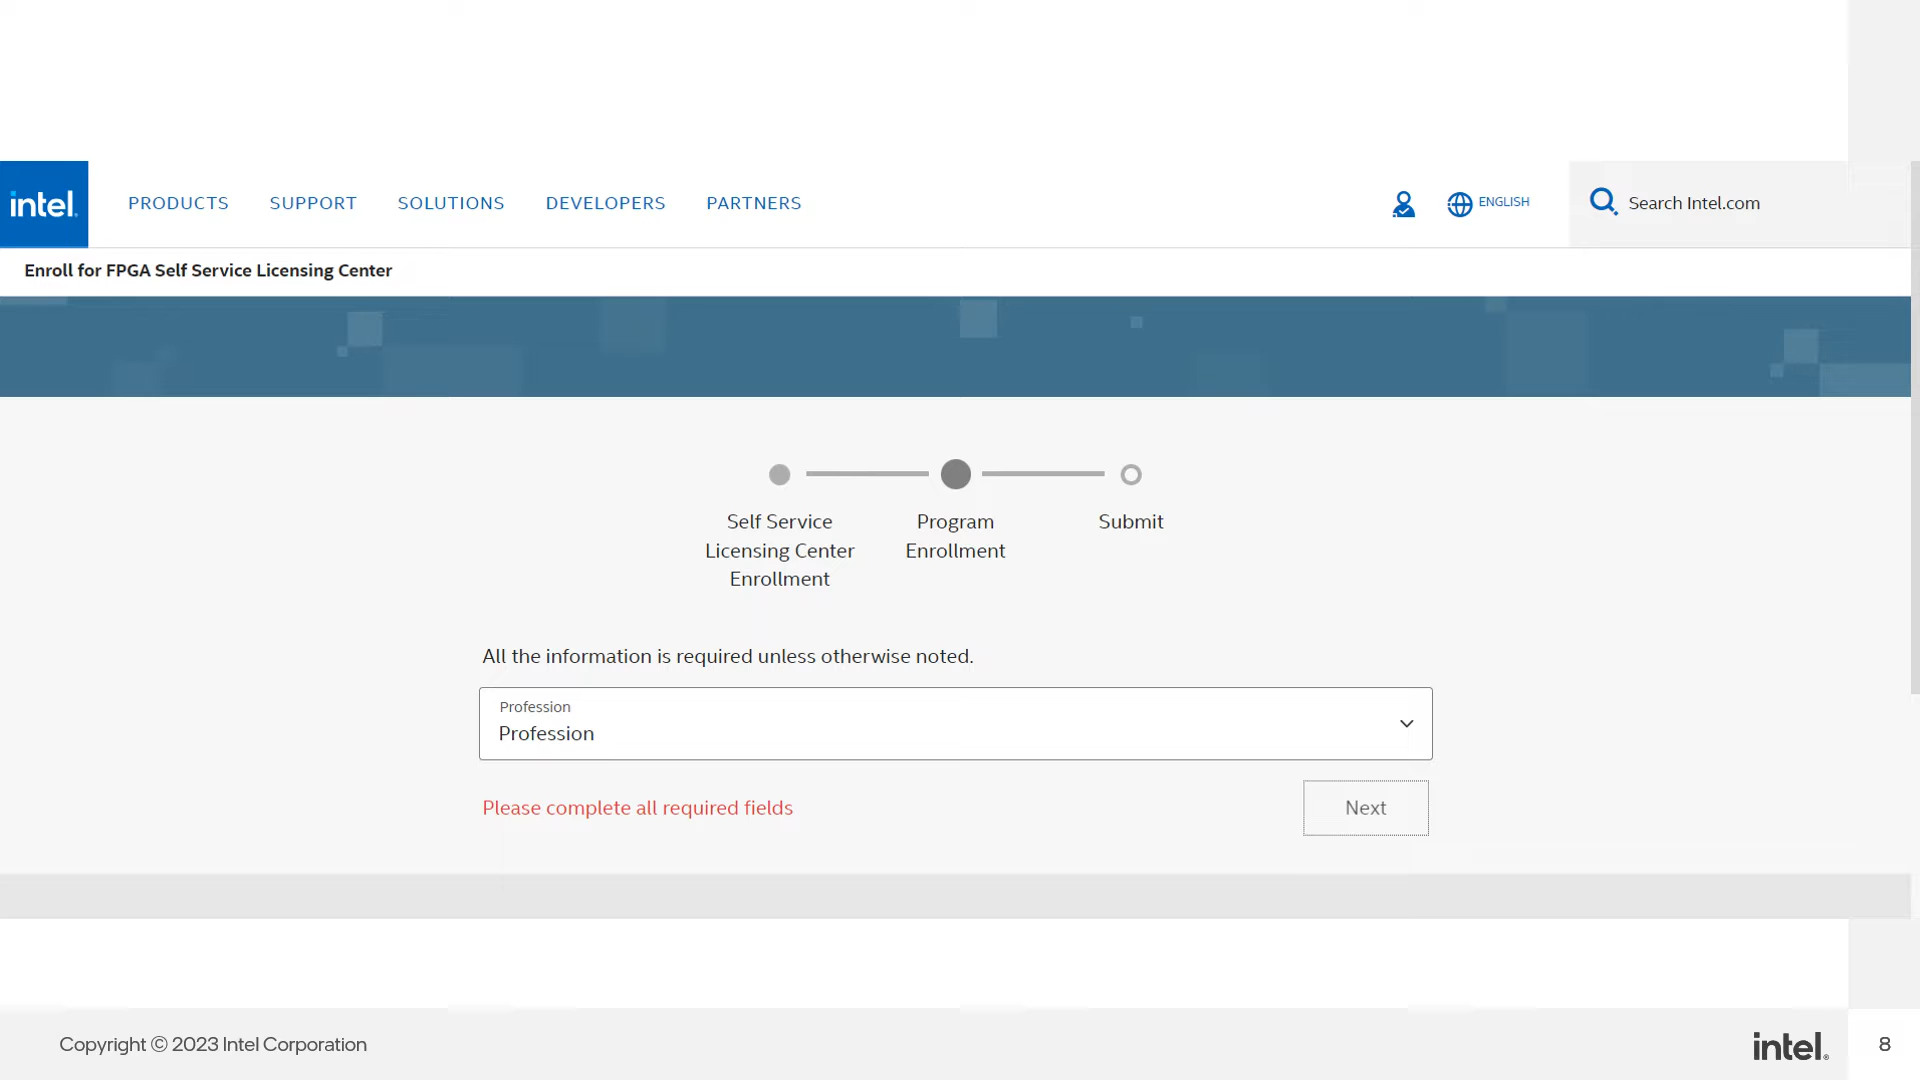 intel.
PRODUCTS
SUPPORT
SOLUTIONS
DEVELOPERS
PARTNERS
ENGLISH
Search Intel.com
Enroll for FPGA Self Service Licensing Center
Self Service
Licensing Center
Enrollment
Program
Enrollment
Submit
All the information is required unless otherwise noted.
Profession
Profession
Please complete all required fields
Next
Copyright © 2023 Intel Corporation
intel.
8